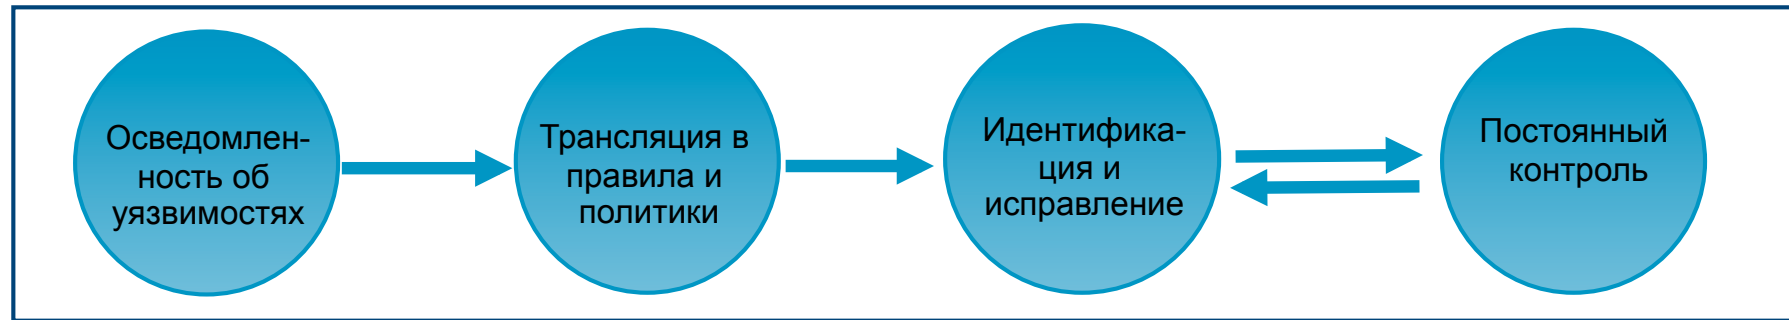 Осведомлен-
ность об
уязвимостях
Трансляция в
правила и
политики
Идентифика-
ция и
исправление
Постоянный
контроль